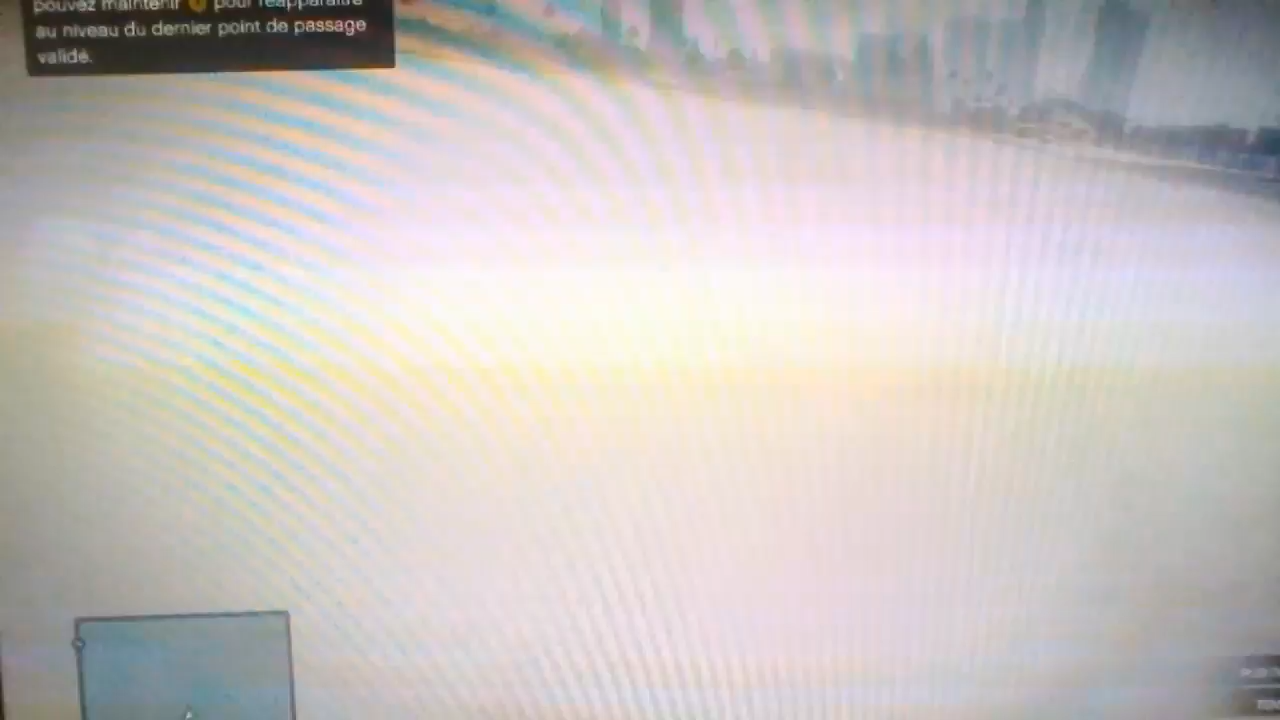 pouvez maintenir pour réapparaître
au niveau du dernier point de passage
validé.